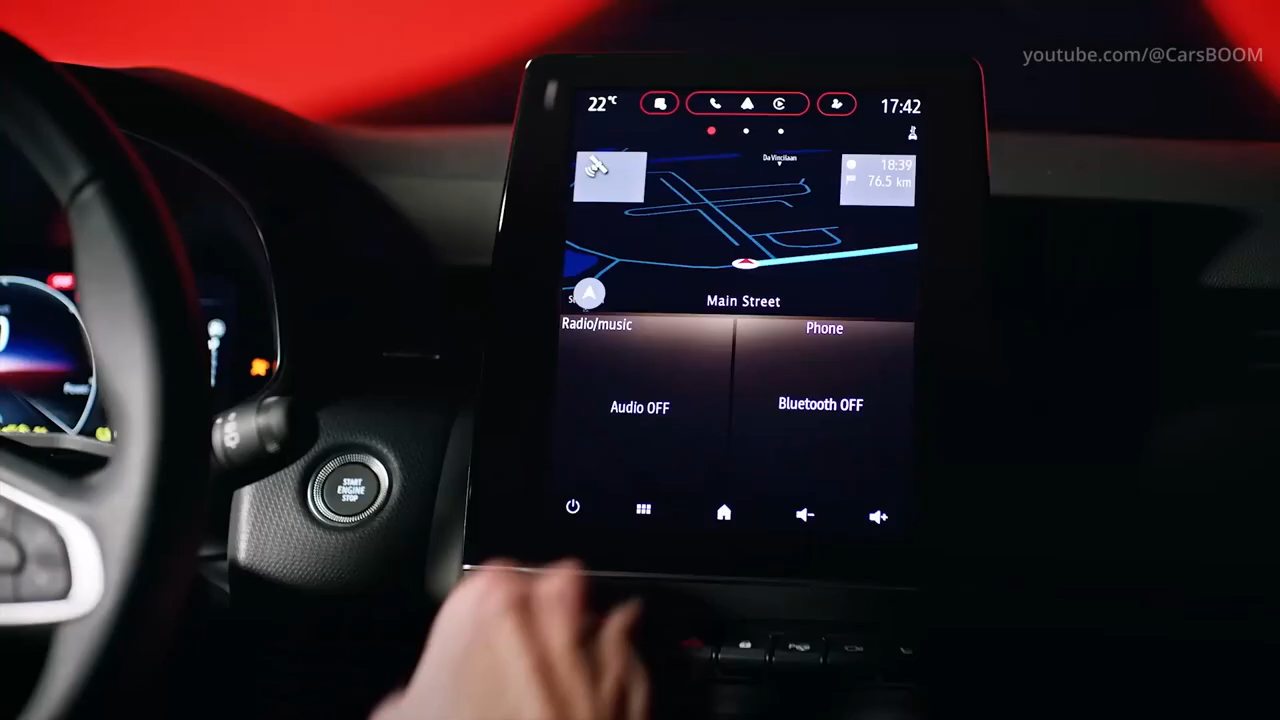 youtube.com/@CarsBOOM
22°C
17:42
Da Vincilaan
18:39
76.5 km
Main Street
Radio/music
Phone
Audio OFF
Bluetooth OFF
START
ENGINE
STOP